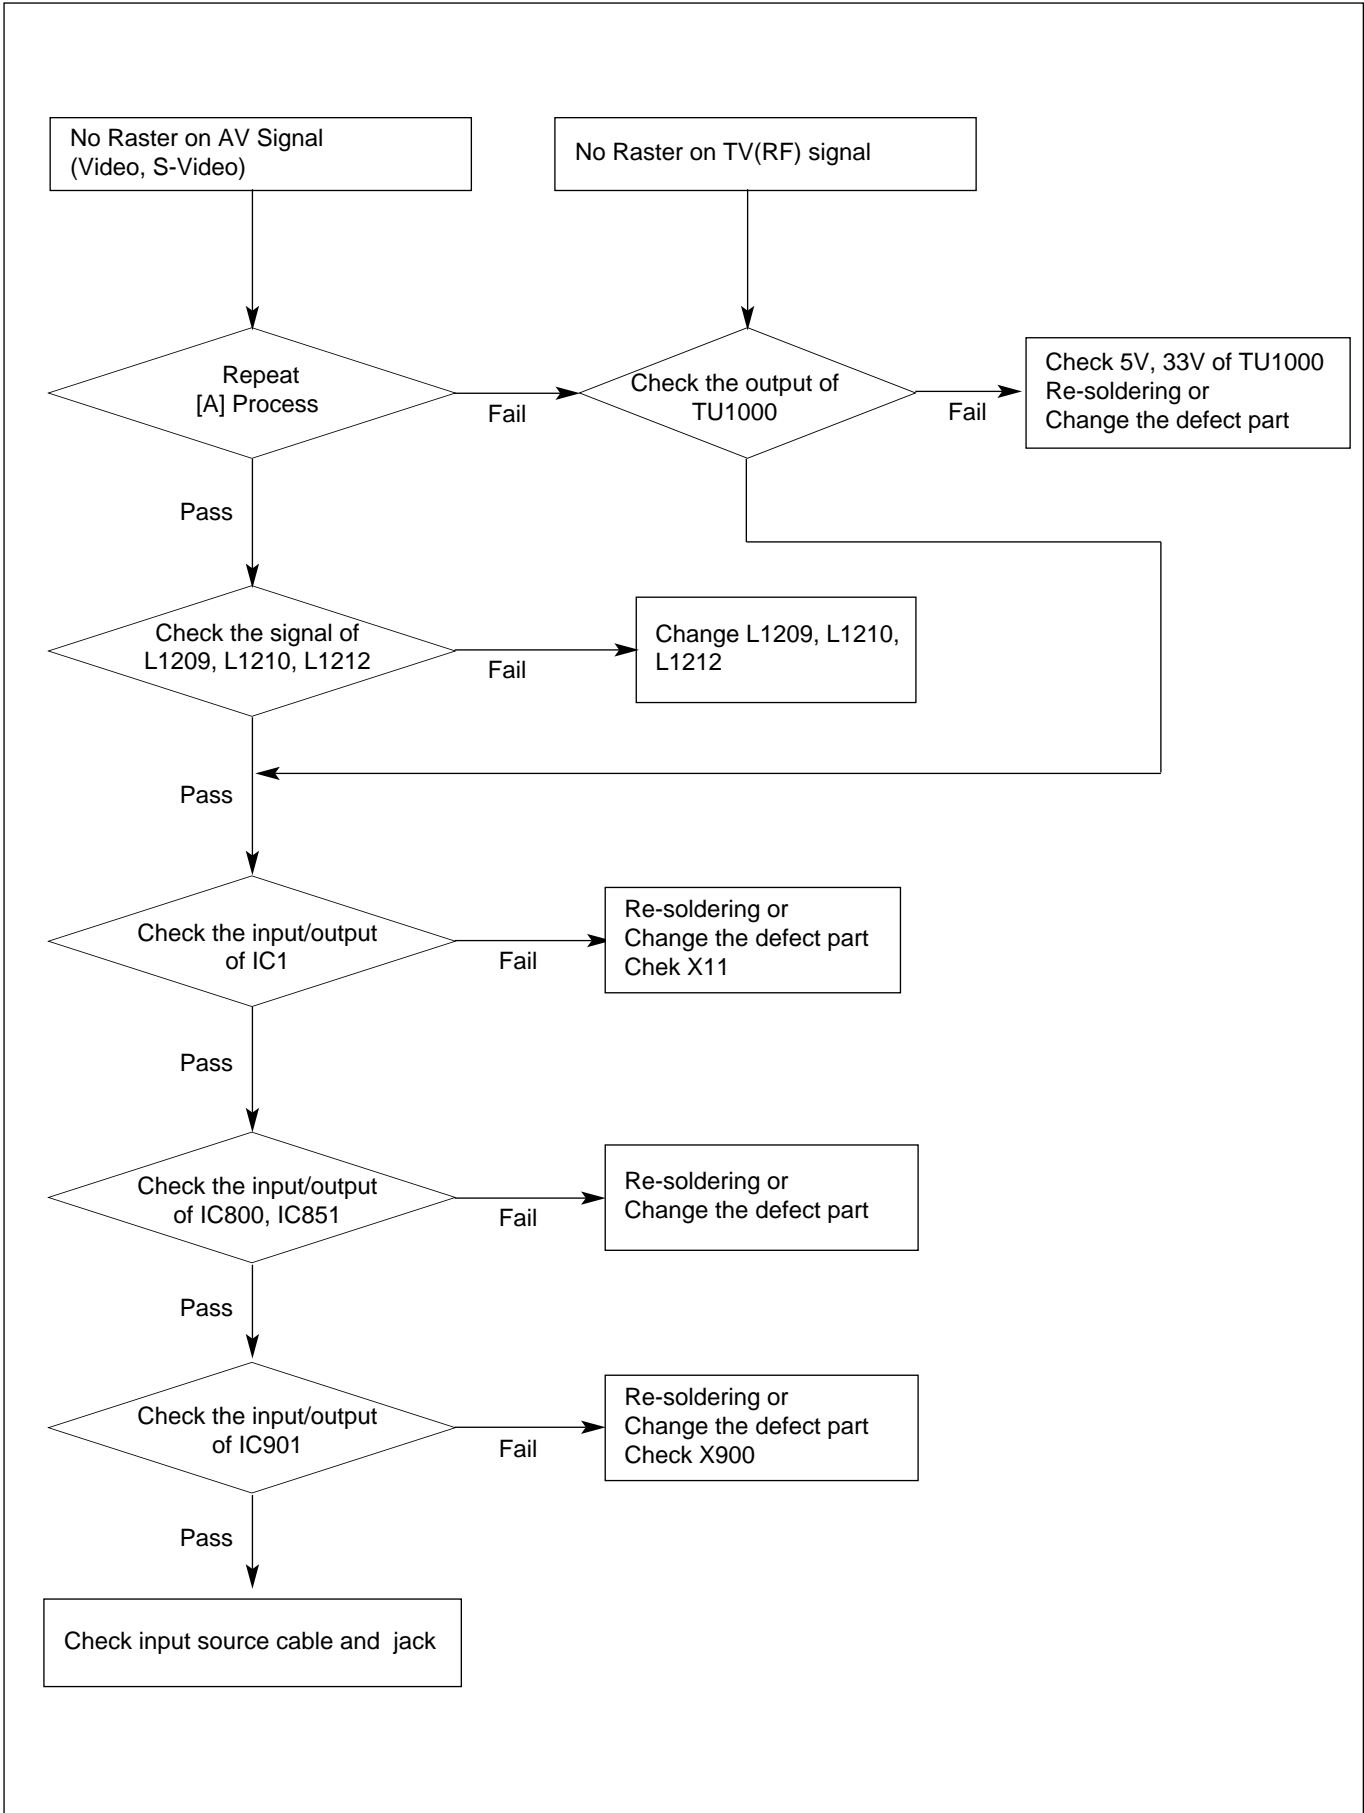 No Raster on AV Signal
(Video, S-Video)
No Raster on TV(RF) signal
Repeat
[A] Process
Fail
Check the output of
TU1000
Fail
Check 5V, 33V of TU1000
Re-soldering or
Change the defect part
Pass
Check the signal of
L1209, L1210, L1212
Fail
Change L1209, L1210,
L1212
Pass
Check the input/output
of IC1
Fail
Re-soldering or
Change the defect part
Chek X11
Pass
Check the input/output
of IC800, IC851
Fail
Re-soldering or
Change the defect part
Pass
Check the input/output
of IC901
Fail
Re-soldering or
Change the defect part
Check X900
Pass
Check input source cable and  jack